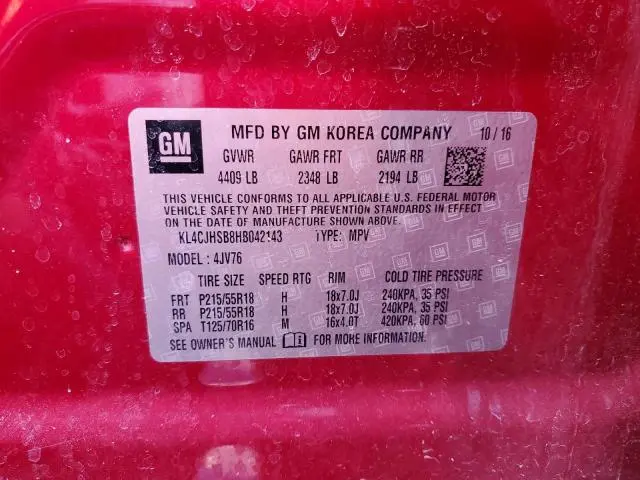 GM MFD BY GM KOREA COMPANY 10/16
GVWR GAWR FRT GAWR RR
4409 LB 2348 LB 2194 LB
THIS VEHICLE CONFORMS TO ALL APPLICABLE U.S. FEDERAL MOTOR
VEHICLE SAFETY AND THEFT PREVENTION STANDARDS IN EFFECT
ON THE DATE OF MANUFACTURE SHOWN ABOVE.
KL4CJHSB8HB042143 TYPE: MPV
MODEL: 4JV76
TIRE SIZE SPEED RTG RIM COLD TIRE PRESSURE
FRT P215/55R18 H 18x7.0J 240KPA, 35 PSI
RR P215/55R18 H 18x7.0J 240KPA, 35 PSI
SPA T125/70R16 M 16x4.0T 420KPA, 60 PSI
SEE OWNER'S MANUAL FOR MORE INFORMATION.